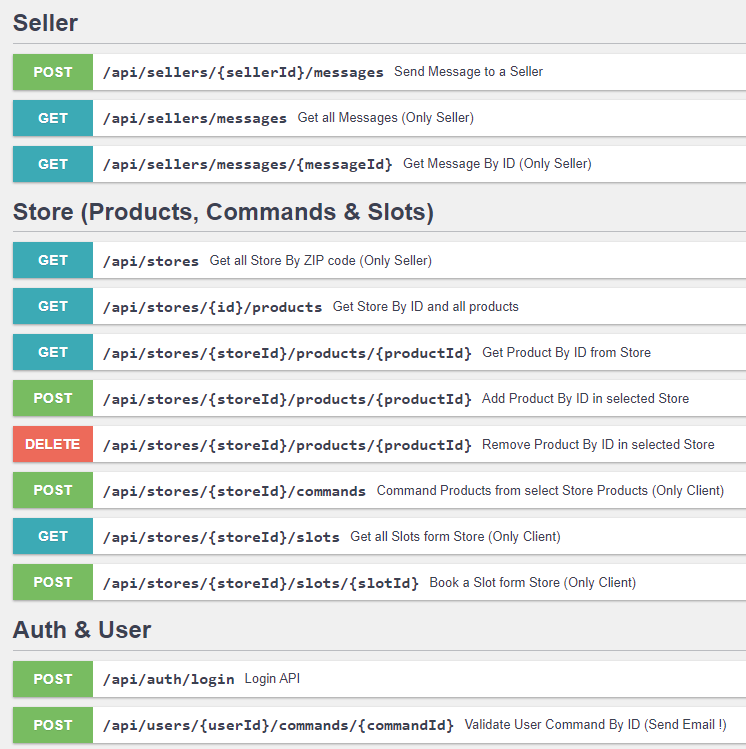 Seller
POST /api/sellers/{sellerId}/messages Send Message to a Seller
GET /api/sellers/messages Get all Messages (Only Seller)
GET /api/sellers/messages/{messageId} Get Message By ID (Only Seller)
Store (Products, Commands & Slots)
GET /api/stores Get all Store By ZIP code (Only Seller)
GET /api/stores/{id}/products Get Store By ID and all products
GET /api/stores/{storeId}/products/{productId} Get Product By ID from Store
POST /api/stores/{storeId}/products/{productId} Add Product By ID in selected Store
DELETE /api/stores/{storeId}/products/{productId} Remove Product By ID in selected Store
POST /api/stores/{storeId}/commands Command Products from select Store Products (Only Client)
GET /api/stores/{storeId}/slots Get all Slots form Store (Only Client)
POST /api/stores/{storeId}/slots/{slotId} Book a Slot form Store (Only Client)
Auth & User
POST /api/auth/login Login API
POST /api/users/{userId}/commands/{commandId} Validate User Command By ID (Send Email !)